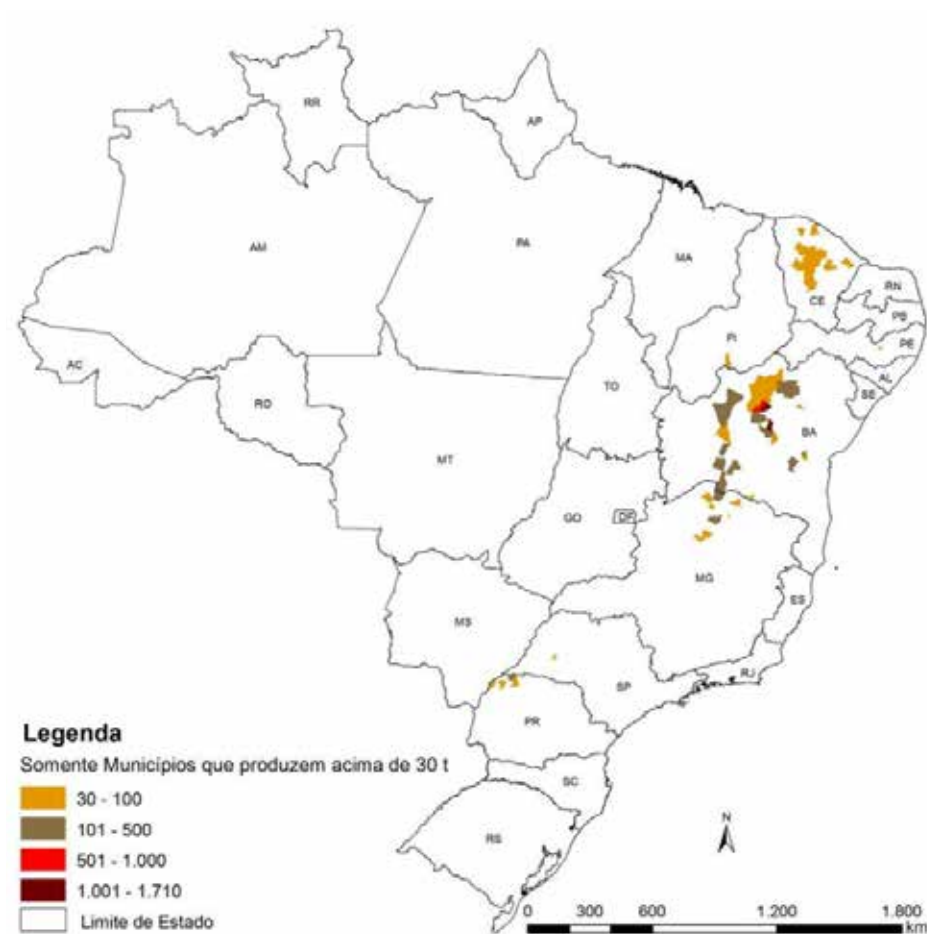 RR
AP
AM
PA
MA
CE
RN
PB
PE
AL
SE
PI
AC
RO
TO
BA
MT
GO
DF
MG
ES
MS
SP
RJ
PR
SC
RS
Legenda
Somente Municípios que produzem acima de 30 t
30 - 100
101 - 500
501 - 1.000
1.001 - 1.710
Limite de Estado
N
0 300 600 1.200 1.800
km